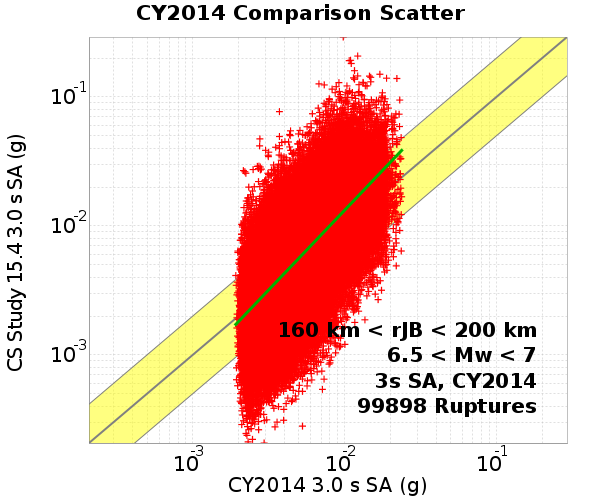 CY2014 Comparison Scatter
CS Study 15.4 3.0 s SA (g)
10-1
10-2
10-3
160 km < rJB < 200 km
6.5 < Mw < 7
3s SA, CY2014
99898 Ruptures
10-3 10-2 10-1
CY2014 3.0 s SA (g)